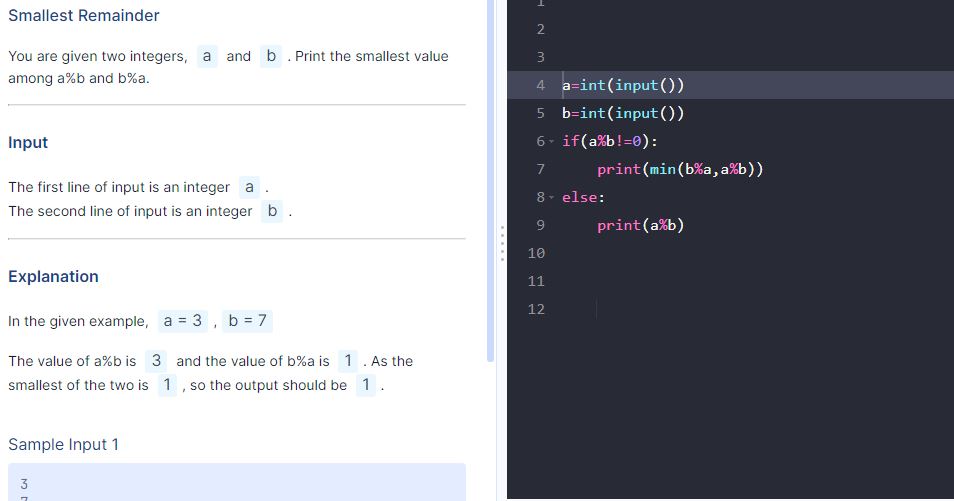 Smallest Remainder
You are given two integers, a and b . Print the smallest value
among a%b and b%a.
Input
The first line of input is an integer a .
The second line of input is an integer b .
Explanation
In the given example, a = 3 , b = 7
The value of a%b is 3 and the value of b%a is 1 . As the
smallest of the two is 1 , so the output should be 1 .
Sample Input 1
3
7
1
2
3
4 a=int(input())
5 b=int(input())
6 if(a%b!=0):
7 print(min(b%a,a%b))
8 else:
9 print(a%b)
10
11
12